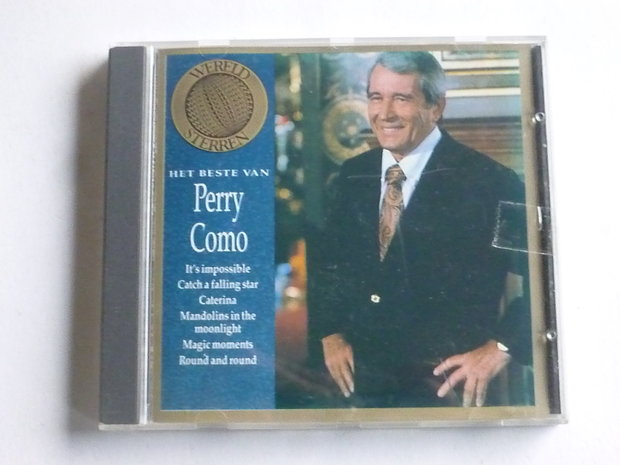 WERELD
STERREN
HET BESTE VAN
Perry
Como
It's impossible
Catch a falling star
Caterina
Mandolins in the
moonlight
Magic moments
Round and round